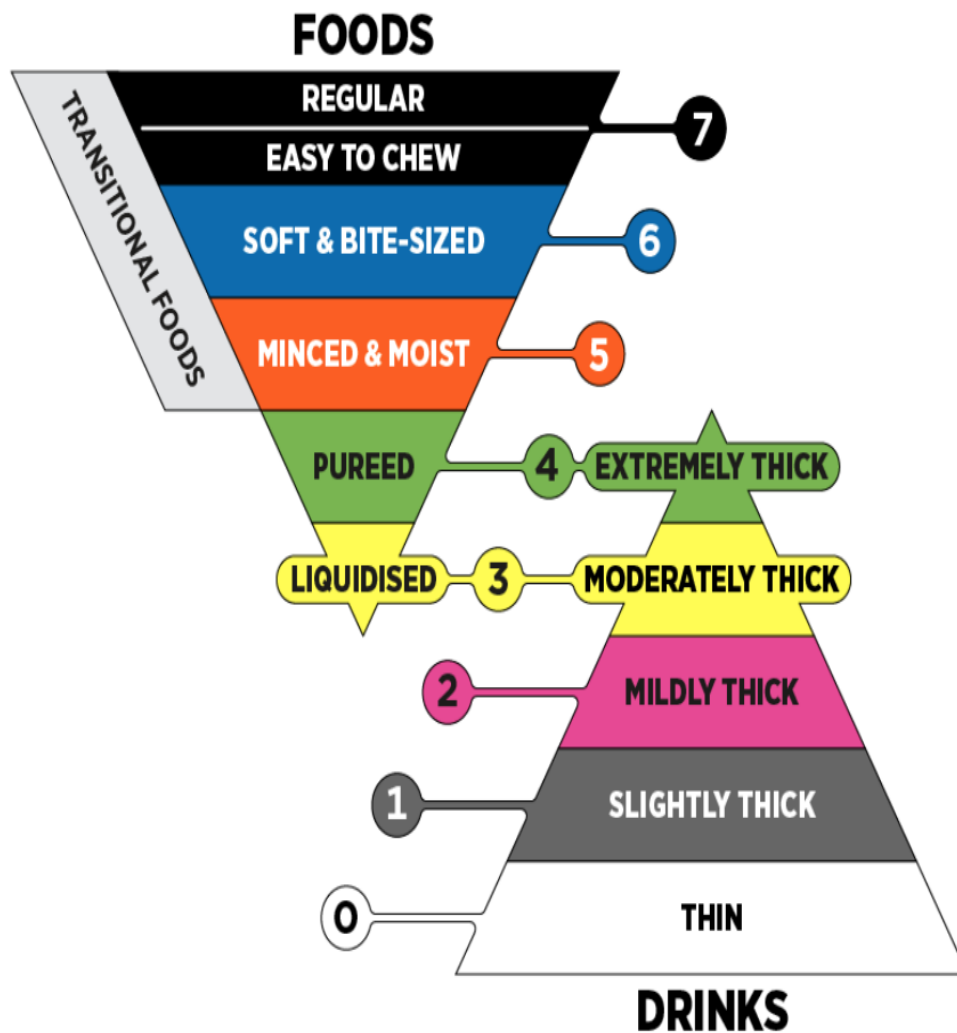 FOODS
TRANSITIONAL FOODS
REGULAR
7
EASY TO CHEW
SOFT & BITE-SIZED
6
MINCED & MOIST
5
PUREED
4
EXTREMELY THICK
LIQUIDISED
3
MODERATELY THICK
2
MILDLY THICK
1
SLIGHTLY THICK
0
THIN
DRINKS